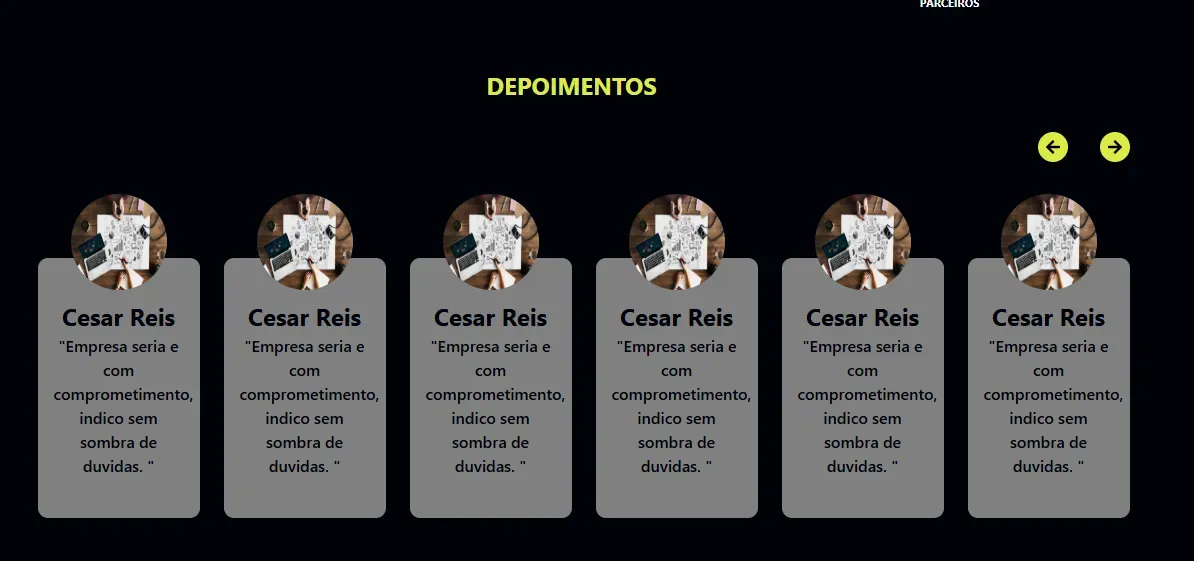 PARCEIROS
DEPOIMENTOS
Cesar Reis
"Empresa seria e
com
comprometimento,
indico sem
sombra de
duvidas. "
Cesar Reis
"Empresa seria e
com
comprometimento,
indico sem
sombra de
duvidas. "
Cesar Reis
"Empresa seria e
com
comprometimento,
indico sem
sombra de
duvidas. "
Cesar Reis
"Empresa seria e
com
comprometimento,
indico sem
sombra de
duvidas. "
Cesar Reis
"Empresa seria e
com
comprometimento,
indico sem
sombra de
duvidas. "
Cesar Reis
"Empresa seria e
com
comprometimento,
indico sem
sombra de
duvidas. "